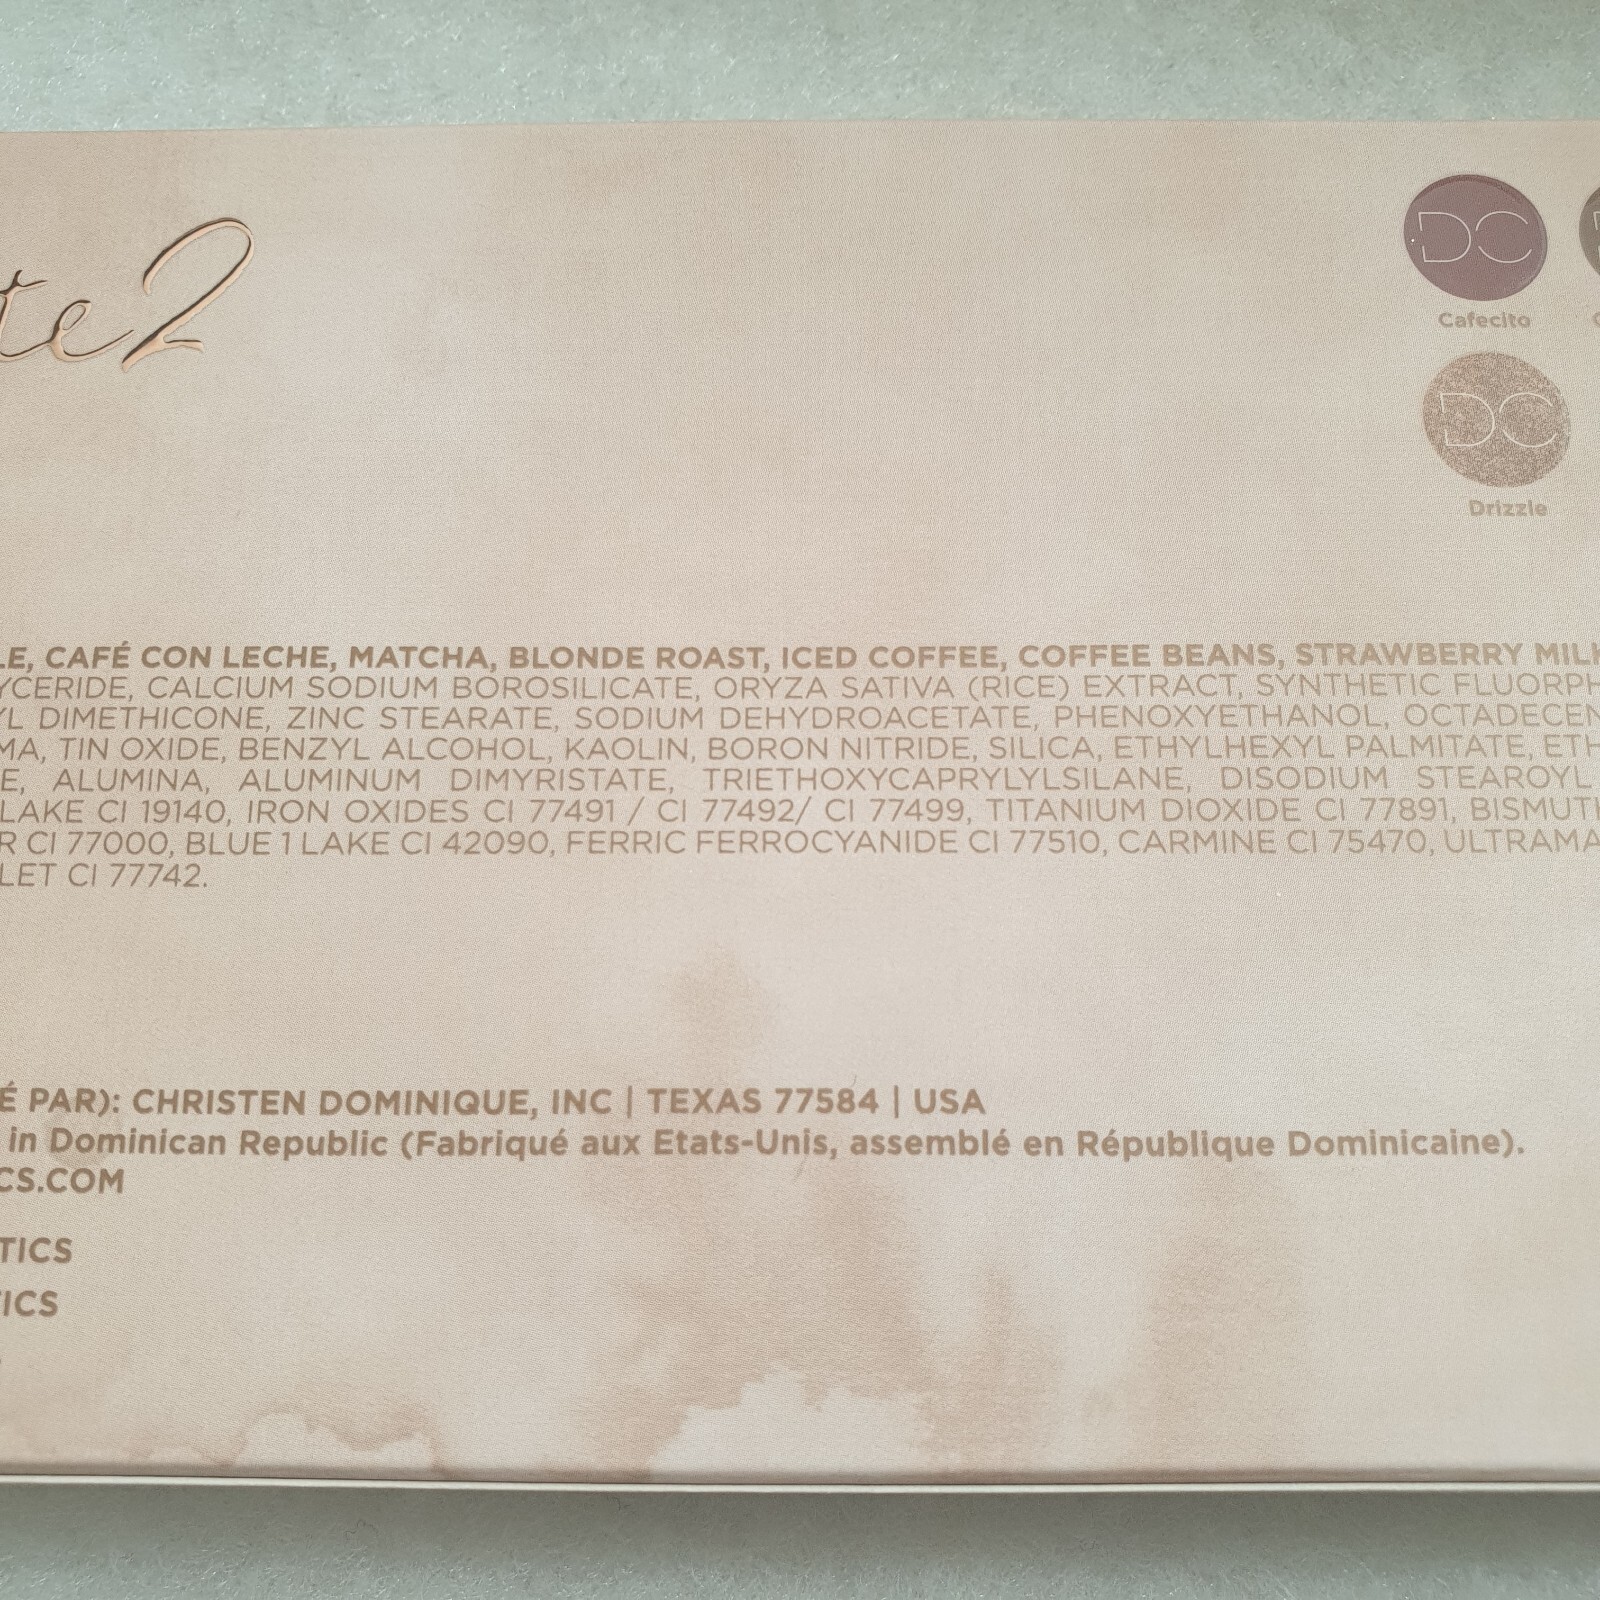 te2
DC
Cafecito
DC
Drizzle
LE, CAFÉ CON LECHE, MATCHA, BLONDE ROAST, ICED COFFEE, COFFEE BEANS, STRAWBERRY MILK
YCERIDE, CALCIUM SODIUM BOROSILICATE, ORYZA SATIVA (RICE) EXTRACT, SYNTHETIC FLUORPH
YL DIMETHICONE, ZINC STEARATE, SODIUM DEHYDROACETATE, PHENOXYETHANOL, OCTADECEN
MA, TIN OXIDE, BENZYL ALCOHOL, KAOLIN, BORON NITRIDE, SILICA, ETHYLHEXYL PALMITATE, ETH
E, ALUMINA, ALUMINUM DIMYRISTATE, TRIETHOXYCAPRYLYLSILANE, DISODIUM STEAROYL
LAKE CI 19140, IRON OXIDES CI 77491 / CI 77492/ CI 77499, TITANIUM DIOXIDE CI 77891, BISMUTH
R CI 77000, BLUE 1 LAKE CI 42090, FERRIC FERROCYANIDE CI 77510, CARMINE CI 75470, ULTRAMA
LET CI 77742.
É PAR): CHRISTEN DOMINIQUE, INC | TEXAS 77584 | USA
in Dominican Republic (Fabriqué aux Etats-Unis, assemblé en République Dominicaine).
CS.COM
TICS
TICS